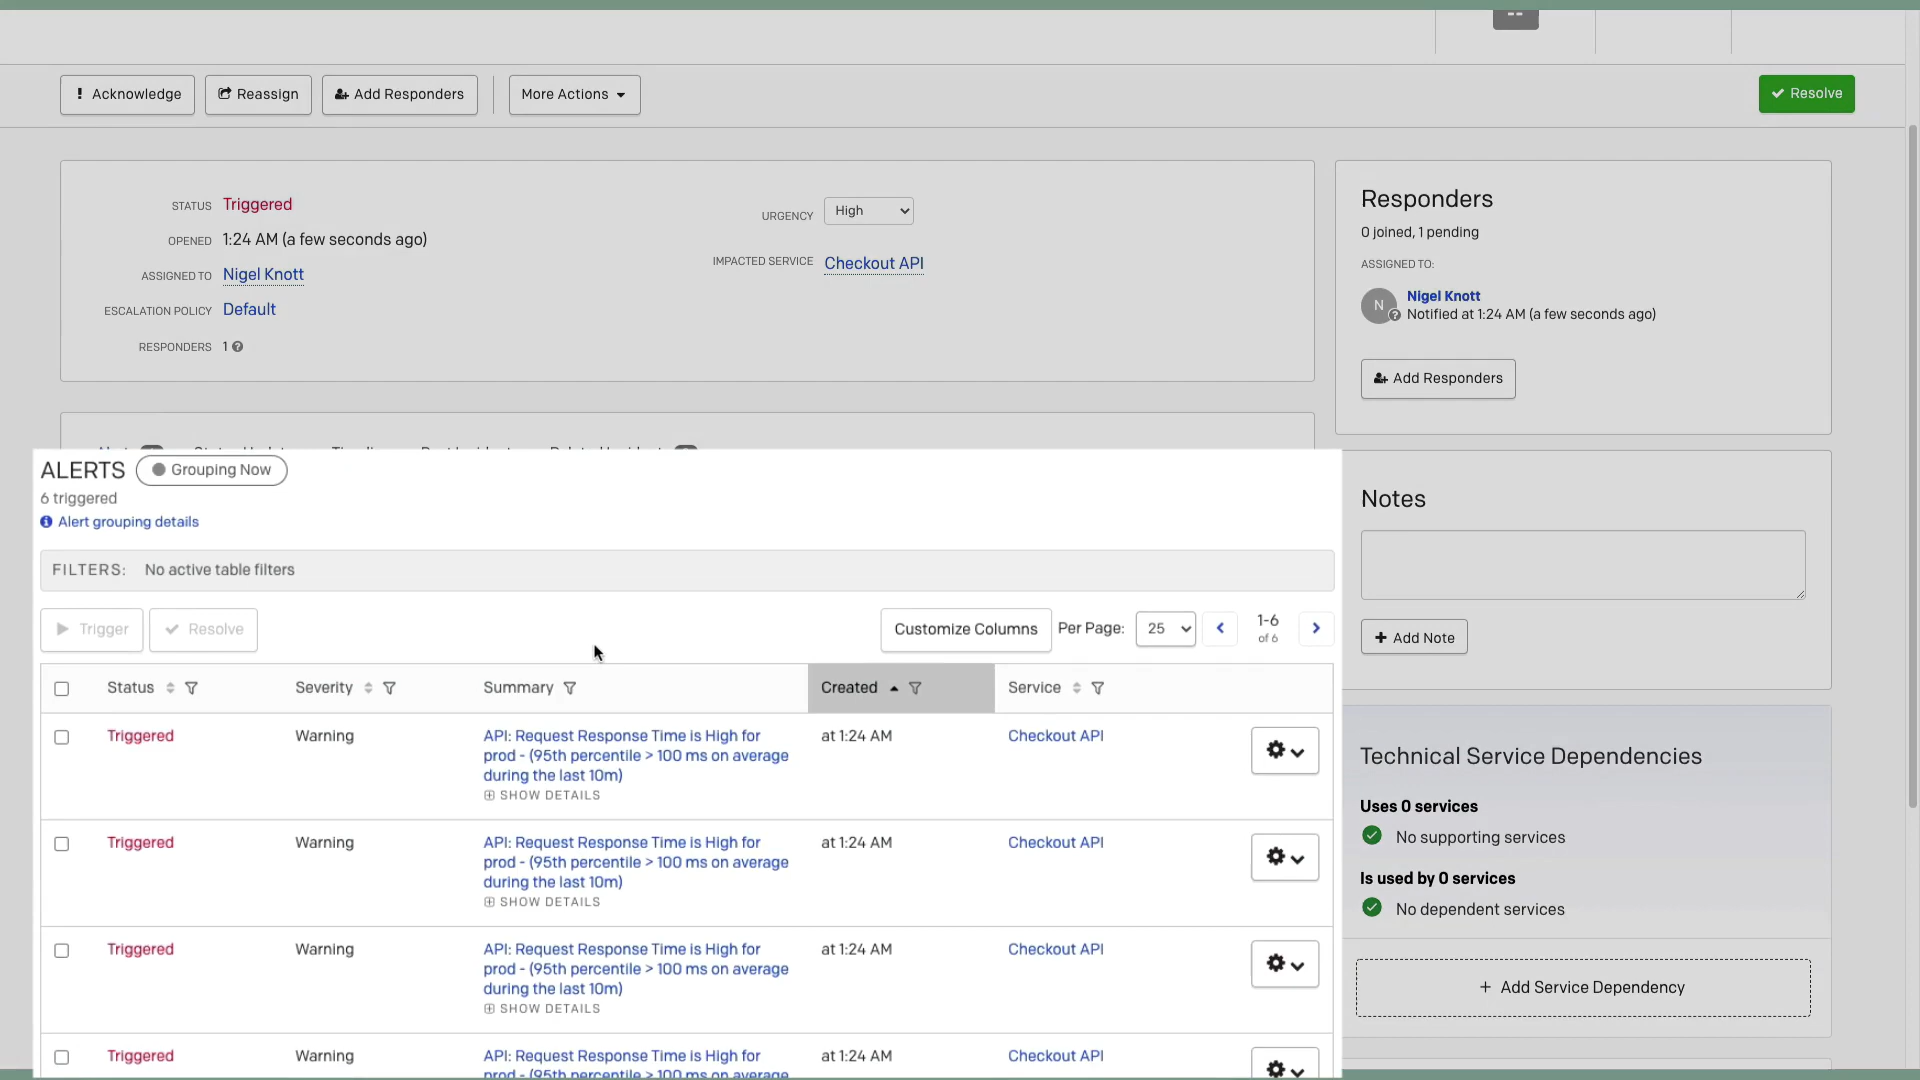 --
! Acknowledge
Reassign
Add Responders
More Actions
Resolve
STATUS Triggered
OPENED 1:24 AM (a few seconds ago)
ASSIGNED TO Nigel Knott
ESCALATION POLICY Default
RESPONDERS 1 ?
URGENCY High
IMPACTED SERVICE Checkout API
Responders
0 joined, 1 pending
ASSIGNED TO:
N ? Nigel Knott
Notified at 1:24 AM (a few seconds ago)
Add Responders
ALERTS Grouping Now
6 triggered
Alert grouping details
FILTERS: No active table filters
Trigger
Resolve
Customize Columns
Per Page: 25
1-6
of 6
Status Severity Summary Created Service
Triggered Warning API: Request Response Time is High for at 1:24 AM Checkout API
prod - (95th percentile > 100 ms on average
during the last 10m)
SHOW DETAILS
Triggered Warning API: Request Response Time is High for at 1:24 AM Checkout API
prod - (95th percentile > 100 ms on average
during the last 10m)
SHOW DETAILS
Triggered Warning API: Request Response Time is High for at 1:24 AM Checkout API
prod - (95th percentile > 100 ms on average
during the last 10m)
SHOW DETAILS
Triggered Warning API: Request Response Time is High for at 1:24 AM Checkout API
prod - (95th percentile > 100 ms on average
Notes
+ Add Note
Technical Service Dependencies
Uses 0 services
No supporting services
Is used by 0 services
No dependent services
+ Add Service Dependency